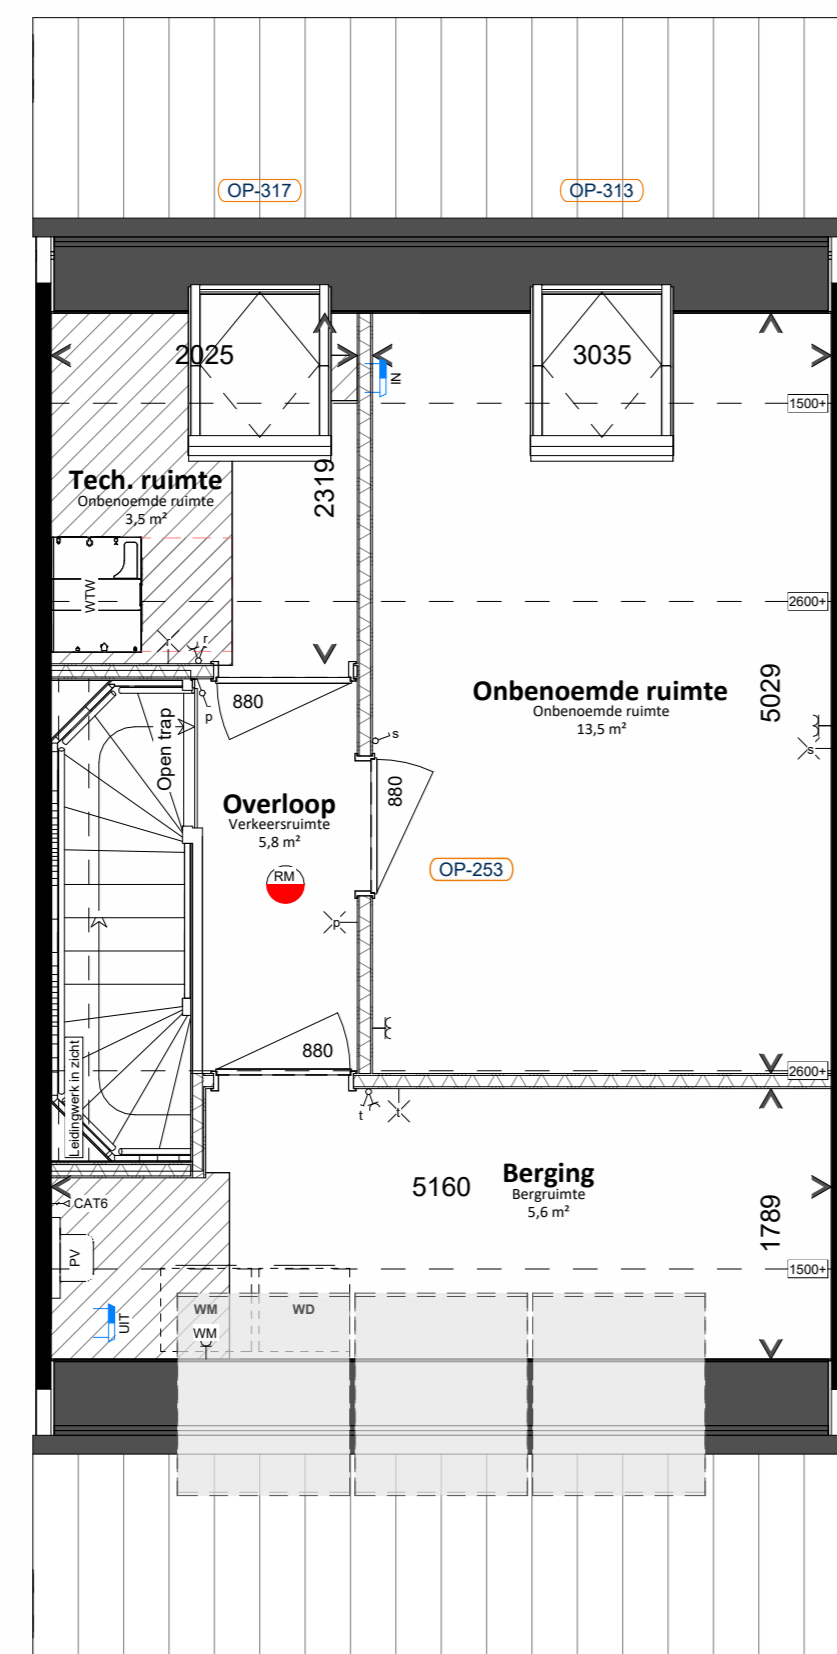 OP-317
OP-313
2025
3035
IN
1500+
Tech. ruimte
Onbenoemde ruimte
3,5 m²
2319
WTW
2600+
r
r
p
880
Open trap
Onbenoemde ruimte
Onbenoemde ruimte
13,5 m²
5029
s
s
880
Overloop
Verkeersruimte
5,8 m²
RM
OP-253
p
880
Leidingwerk in zicht
2600+
t
t
CAT6
5160
Berging
Bergruimte
5,6 m²
1789
PV
1500+
UIT
WM
WD
WM